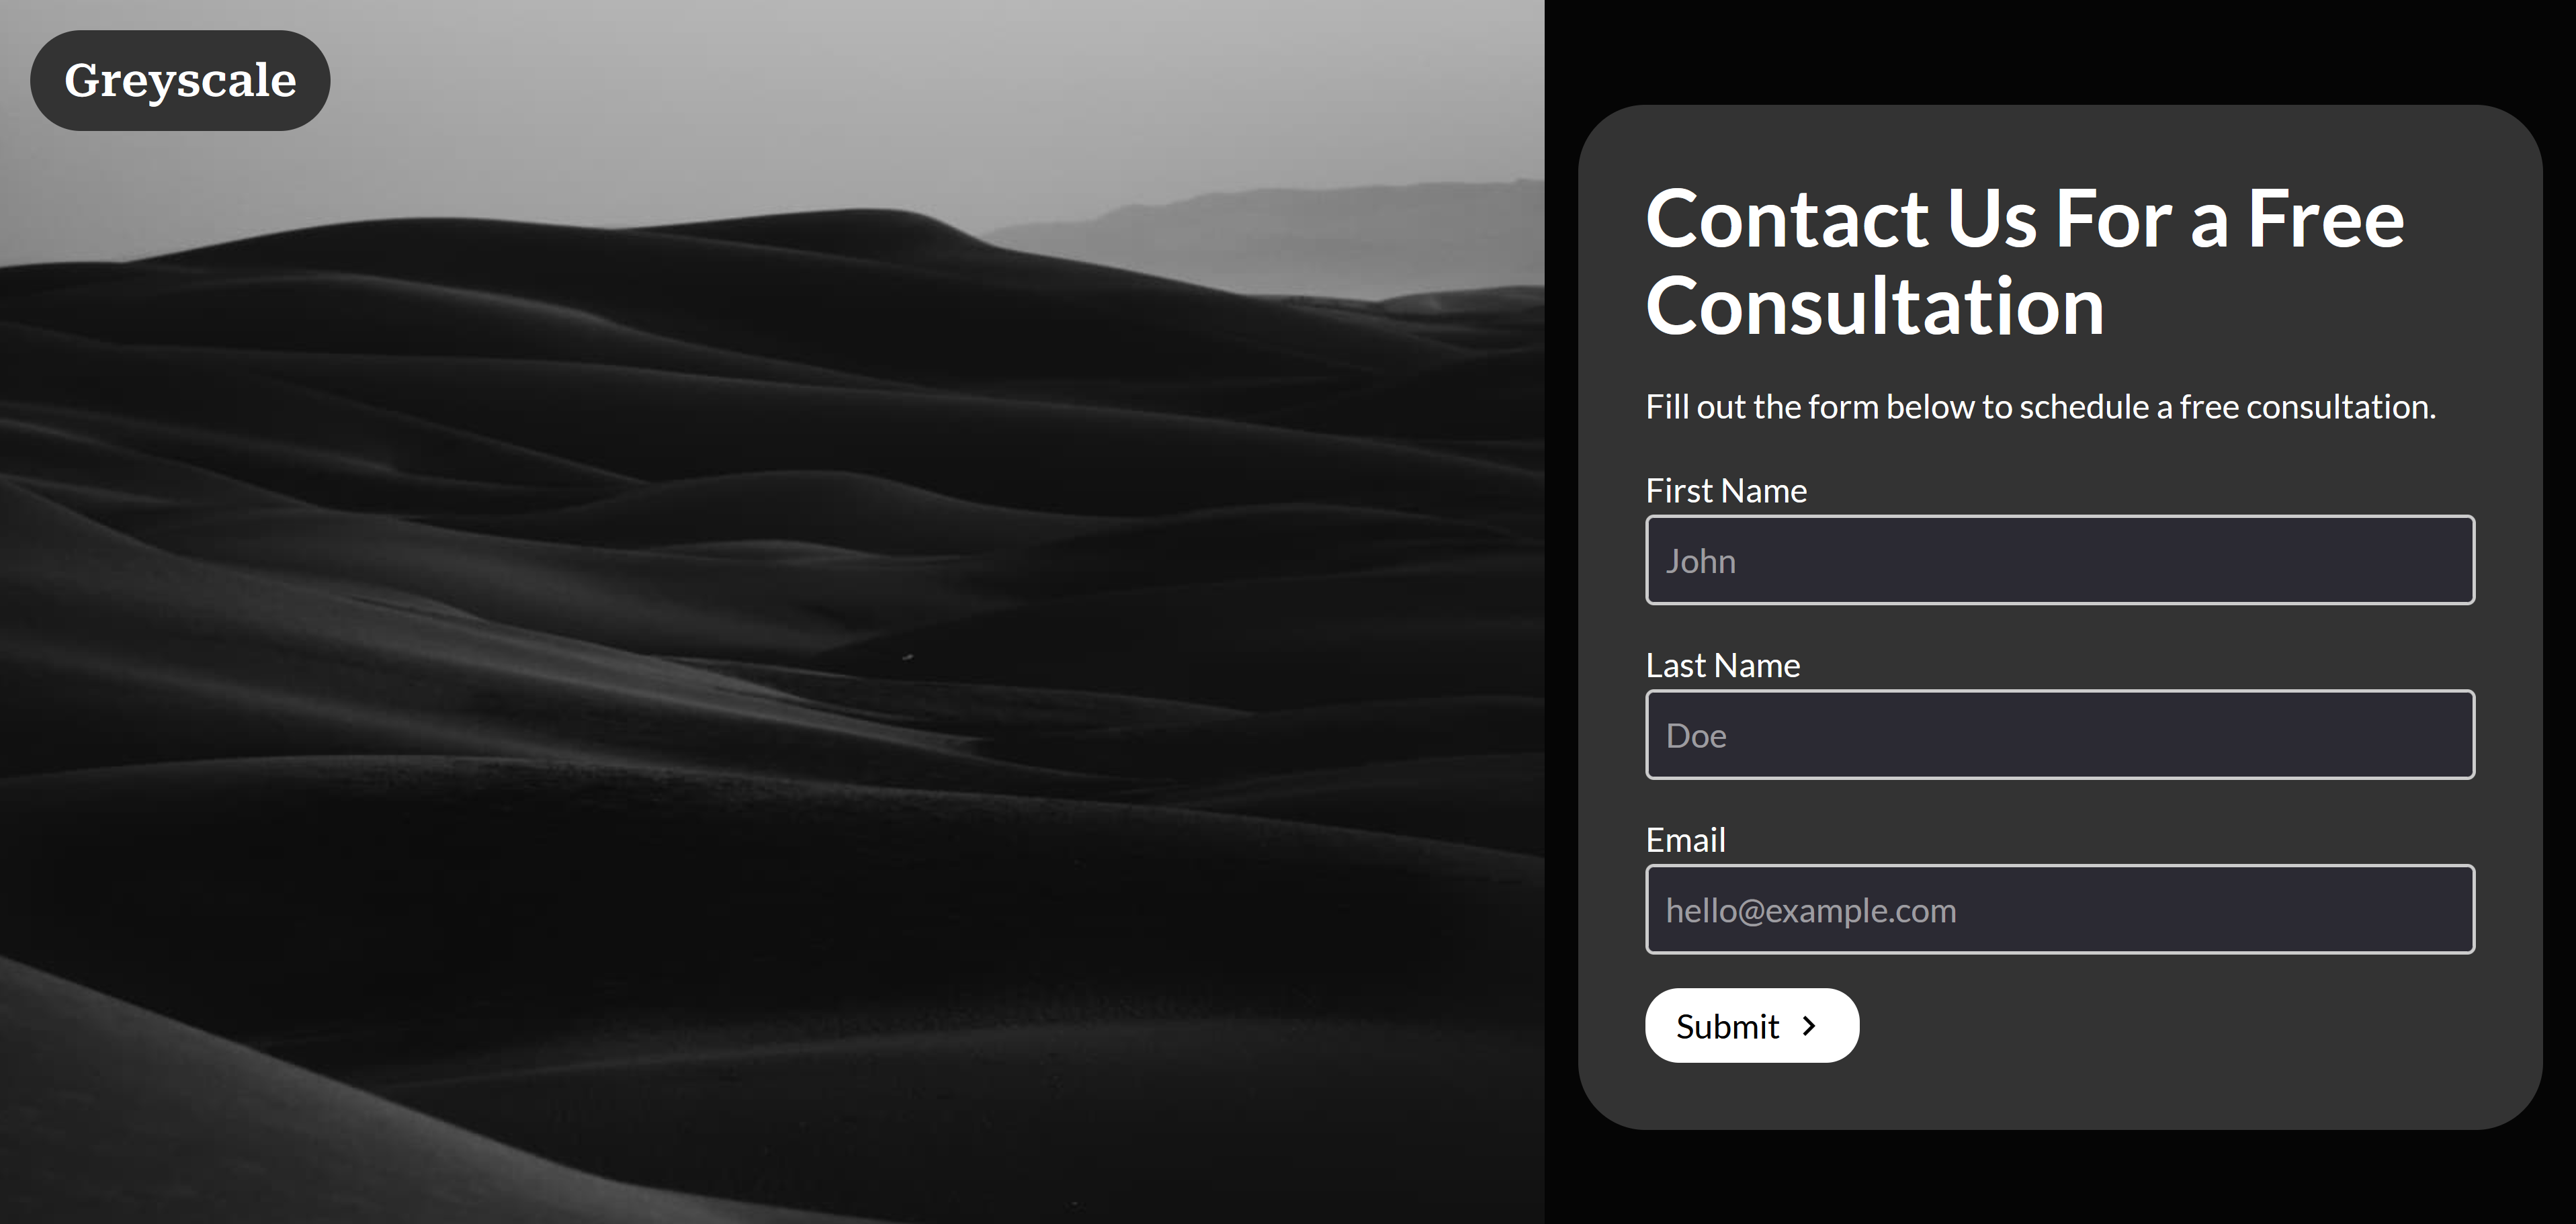 Greyscale
Contact Us For a Free
Consultation
Fill out the form below to schedule a free consultation.
First Name
John
Last Name
Doe
Email
hello@example.com
Submit